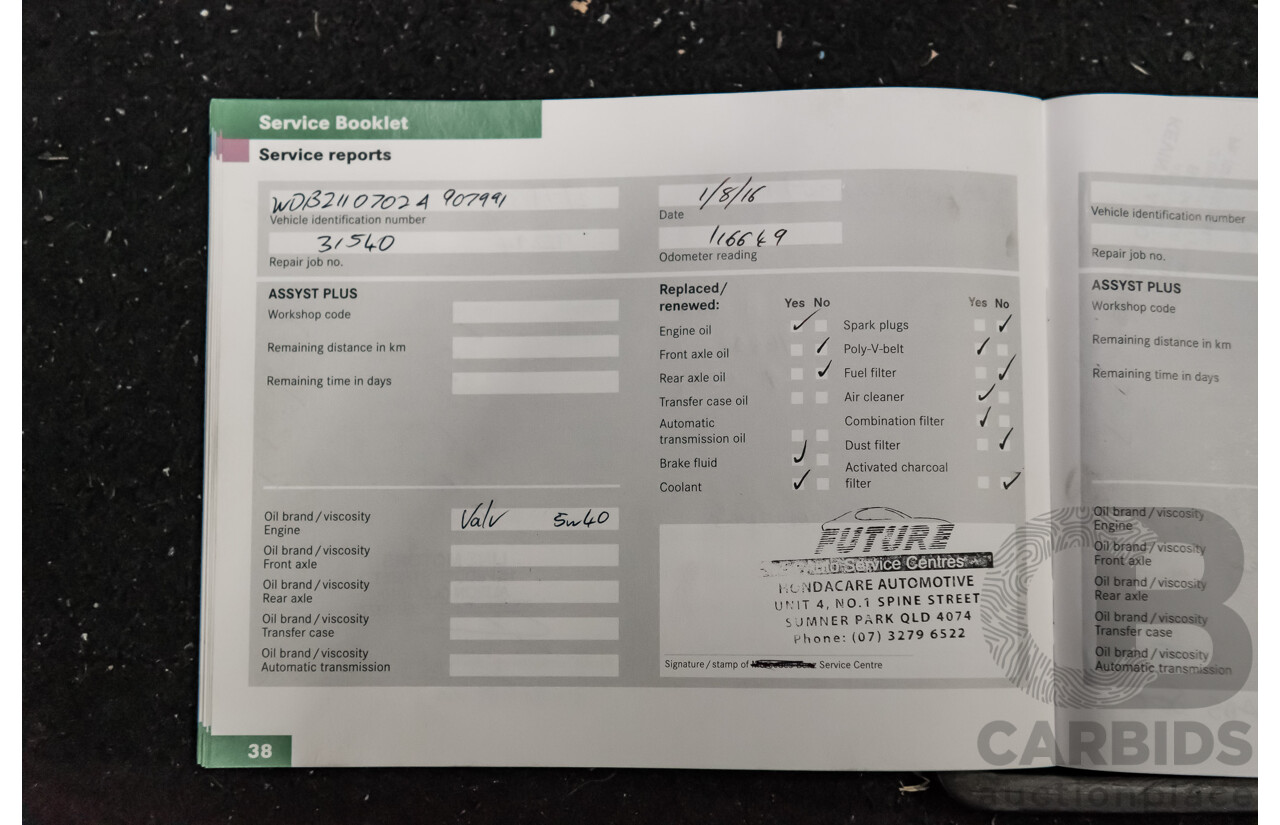 Service Booklet
Service reports
WDB2110702A 907991
Vehicle identification number
31540
Repair job no.
1/8/16
Date
116649
Odometer reading
ASSYST PLUS
Workshop code
Remaining distance in km
Remaining time in days
Replaced/
renewed:
Yes No
Engine oil
Front axle oil
Rear axle oil
Transfer case oil
Automatic
transmission oil
Brake fluid
Coolant
Yes No
Spark plugs
Poly-V-belt
Fuel filter
Air cleaner
Combination filter
Dust filter
Activated charcoal
filter
Oil brand/viscosity
Engine
Valv 5w40
Oil brand/viscosity
Front axle
Oil brand/viscosity
Rear axle
Oil brand/viscosity
Transfer case
Oil brand/viscosity
Automatic transmission
FUTURE
Auto Service Centres
HONDACARE AUTOMOTIVE
UNIT 4, NO.1 SPINE STREET
SUMNER PARK QLD 4074
Phone: (07) 3279 6522
Signature/stamp of Service Centre
38
Vehicle identification number
Repair job no.
ASSYST PLUS
Workshop code
Remaining distance in km
Remaining time in days
Oil brand/viscosity
Engine
Oil brand/viscosity
Front axle
Oil brand/viscosity
Rear axle
Oil brand/viscosity
Transfer case
Oil brand/viscosity
Automatic transmission
CB
CARBIDS
auctionplace